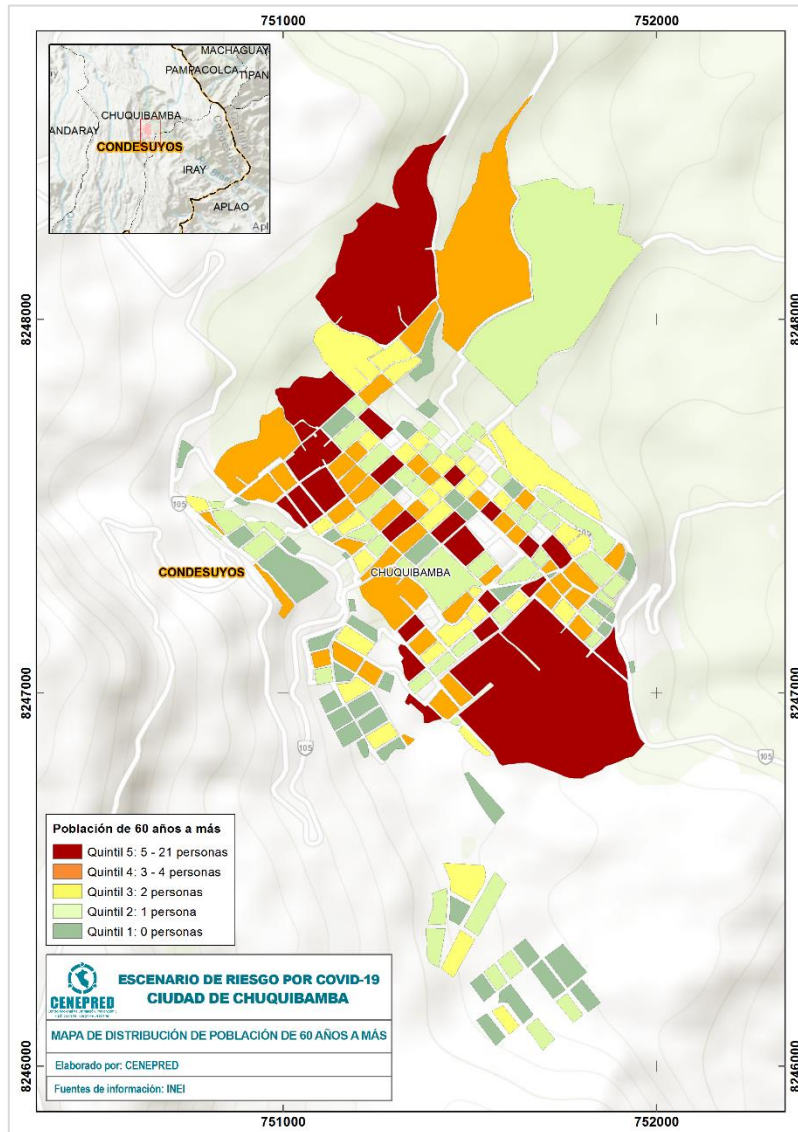 751000
752000
MACHAGUAY
PAMPACOLCA
TIPAN
CHUQUIBAMBA
ANDARAY
CONDESUYOS
IRAY
APLAO
Apl
8248000
8248000
105
CONDESUYOS
CHUQUIBAMBA
8247000
8247000
105
105
Población de 60 años a más
Quintil 5: 5 - 21 personas
Quintil 4: 3 - 4 personas
Quintil 3: 2 personas
Quintil 2: 1 persona
Quintil 1: 0 personas
CENEPRED
ESCENARIO DE RIESGO POR COVID-19
CIUDAD DE CHUQUIBAMBA
MAPA DE DISTRIBUCIÓN DE POBLACIÓN DE 60 AÑOS A MÁS
Elaborado por: CENEPRED
Fuentes de información: INEI
8246000
8246000
751000
752000